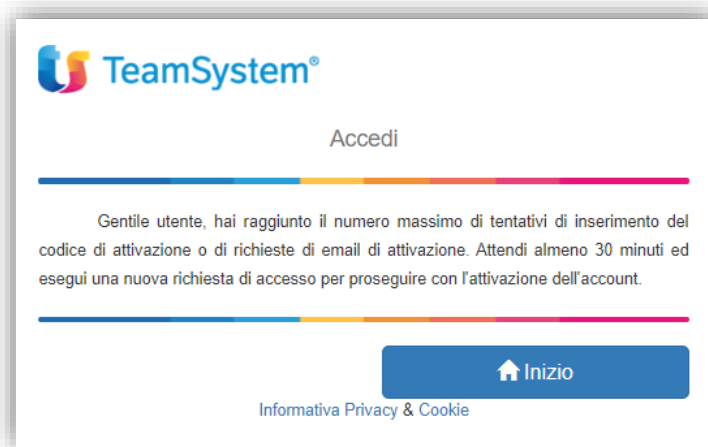 TeamSystem®
Accedi
Gentile utente, hai raggiunto il numero massimo di tentativi di inserimento del
codice di attivazione o di richieste di email di attivazione. Attendi almeno 30 minuti ed
esegui una nuova richiesta di accesso per proseguire con l'attivazione dell'account.
Inizio
Informativa Privacy & Cookie